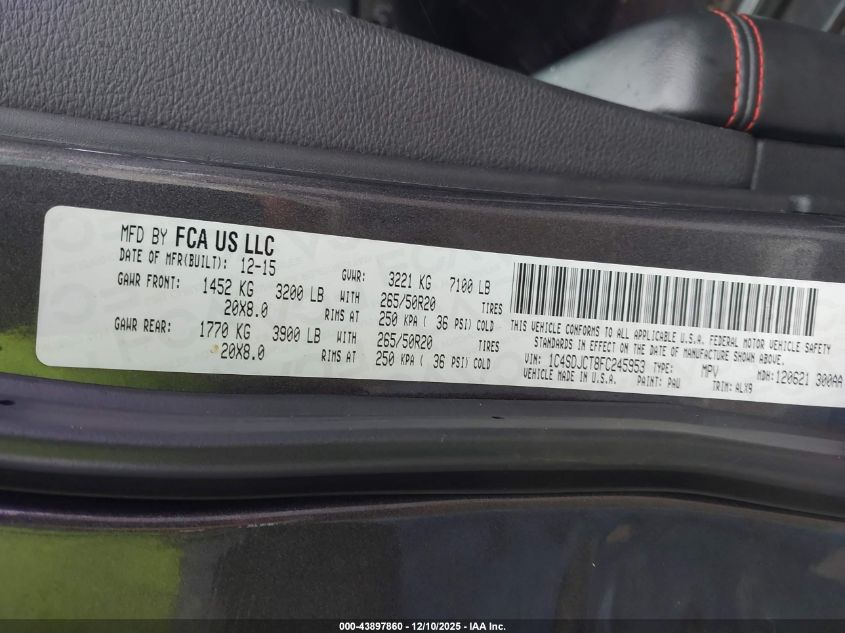 MFD BY FCA US LLC
DATE OF MFR(BUILT): 12-15 GVWR: 3221 KG 7100 LB
GAWR FRONT: 1452 KG 3200 LB WITH 265/50R20 TIRES
20X8.0 RIMS AT 250 KPA ( 36 PSI) COLD
GAWR REAR: 1770 KG 3900 LB WITH 265/50R20 TIRES
20X8.0 RIMS AT 250 KPA ( 36 PSI) COLD
THIS VEHICLE CONFORMS TO ALL APPLICABLE U.S.A. FEDERAL MOTOR VEHICLE SAFETY
STANDARDS IN EFFECT ON THE DATE OF MANUFACTURE SHOWN ABOVE.
VIN: 1C4SDJCT8FC245953 TYPE: MPV MDH: 120621 300AA
VEHICLE MADE IN U.S.A. PAINT: PAU TRIM: ALX9
000-43897860 - 12/10/2025 - IAA Inc.